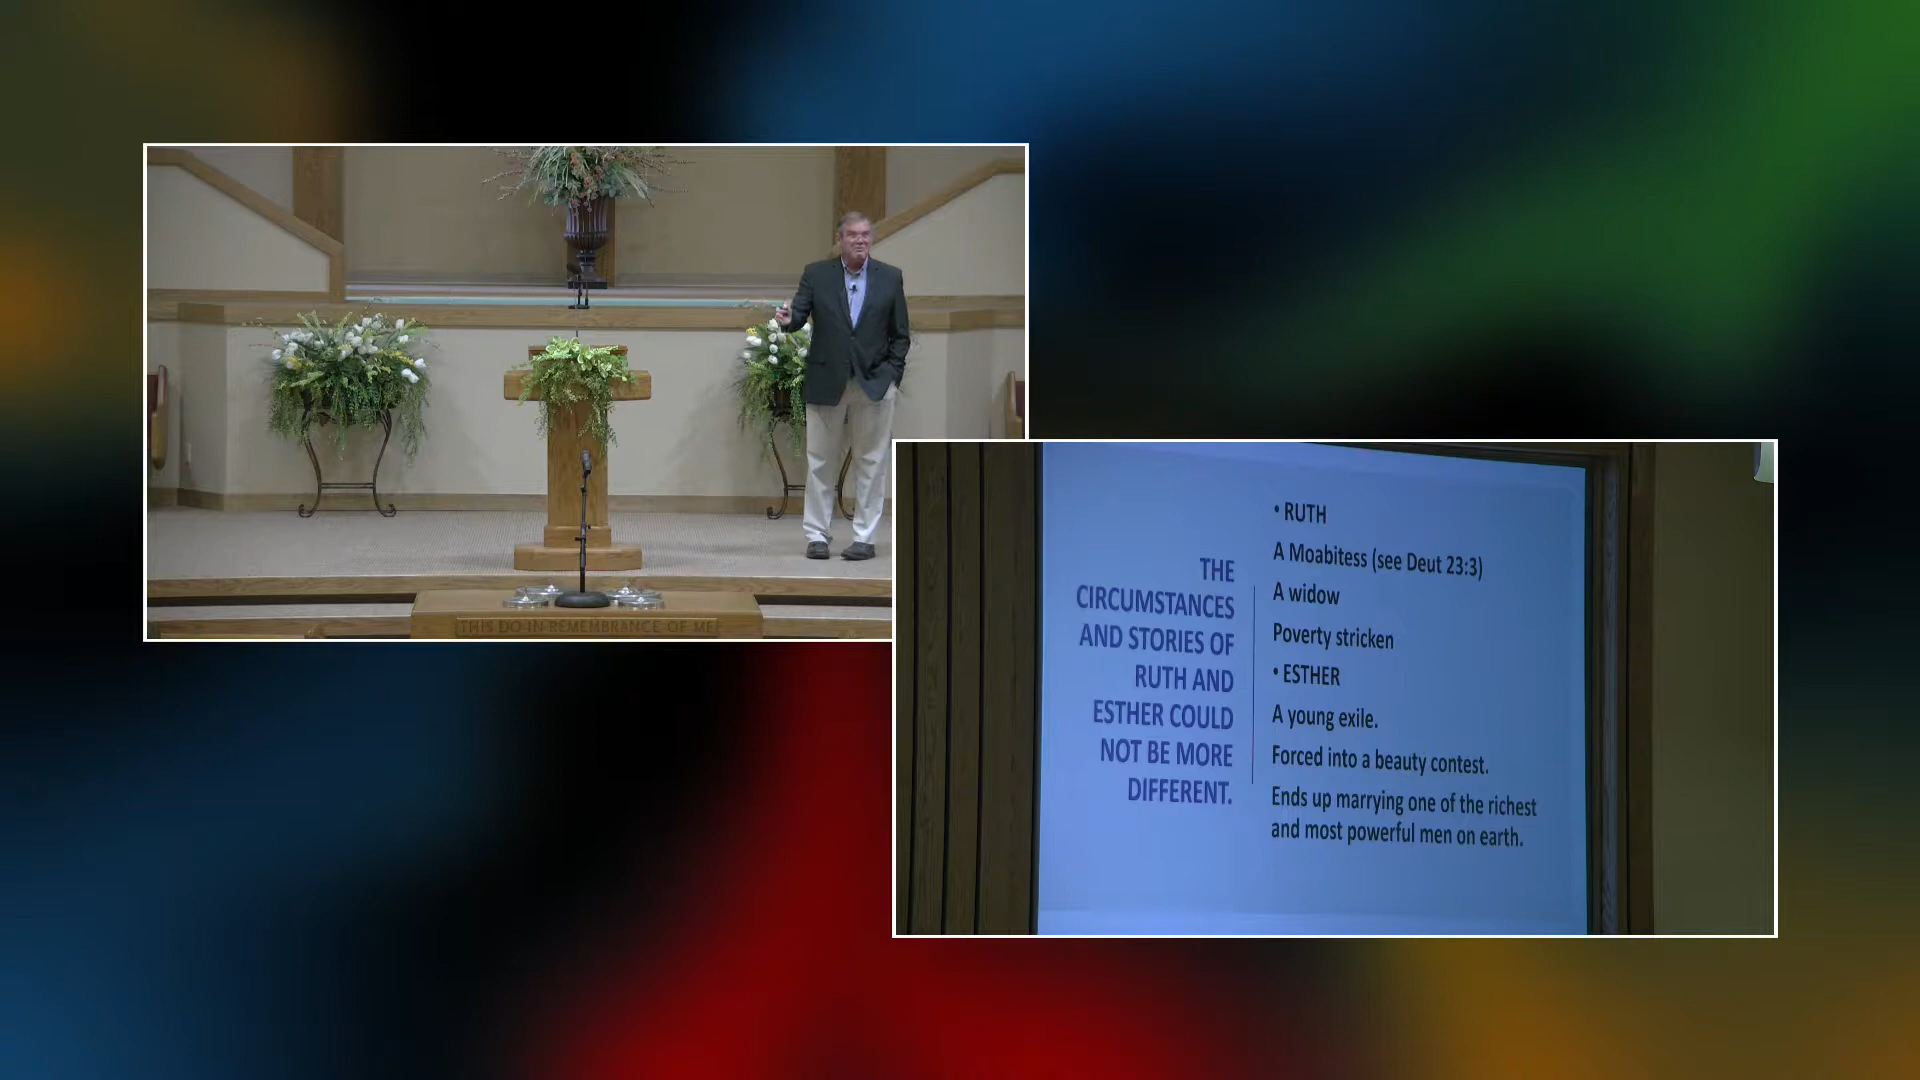 THIS DO IN REMEMBRANCE OF ME
THE
CIRCUMSTANCES
AND STORIES OF
RUTH AND
ESTHER COULD
NOT BE MORE
DIFFERENT.
• RUTH
A Moabitess (see Deut 23:3)
A widow
Poverty stricken
• ESTHER
A young exile.
Forced into a beauty contest.
Ends up marrying one of the richest
and most powerful men on earth.